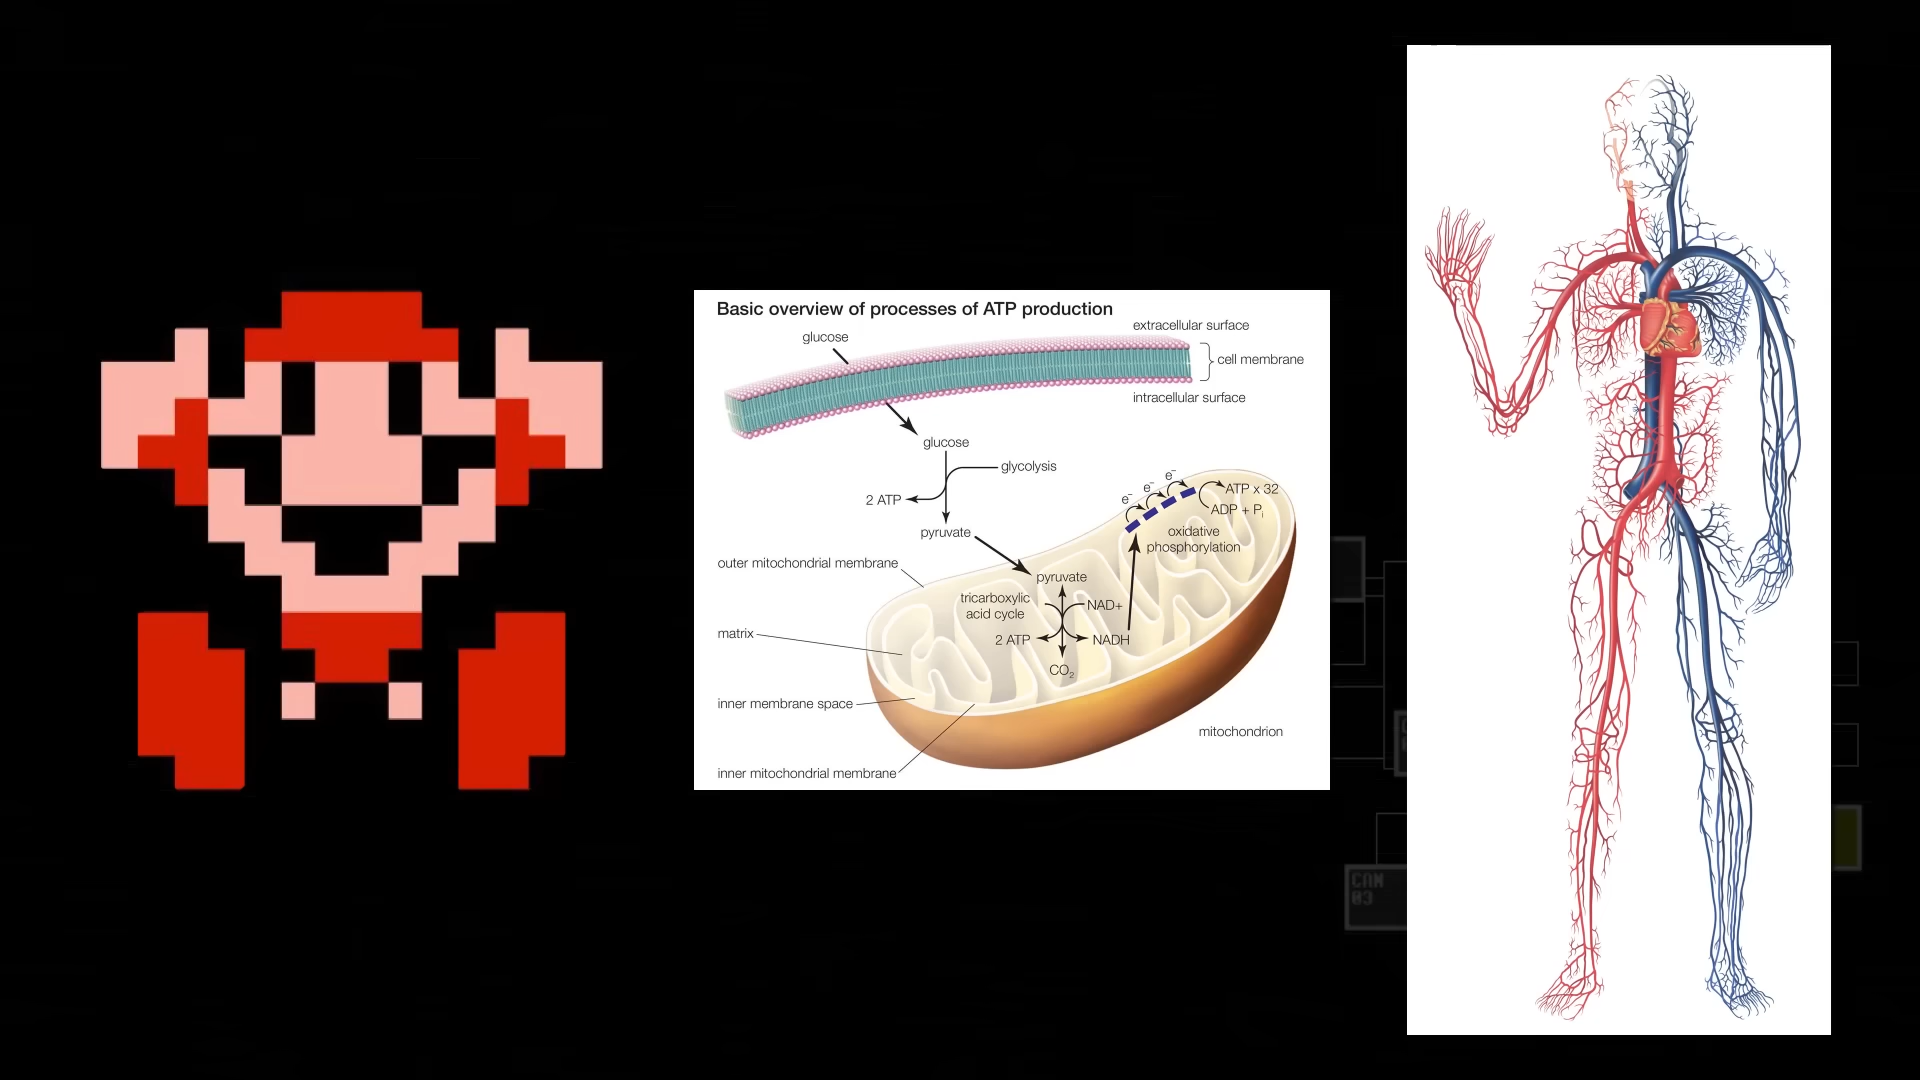 Basic overview of processes of ATP production
glucose
extracellular surface
cell membrane
intracellular surface
glucose
glycolysis
2 ATP
pyruvate
e⁻ e⁻ e⁻
ATP x 32
ADP + Pᵢ
oxidative
phosphorylation
outer mitochondrial membrane
pyruvate
tricarboxylic
acid cycle
NAD+
2 ATP
NADH
CO₂
matrix
inner membrane space
mitochondrion
inner mitochondrial membrane
CAM
03